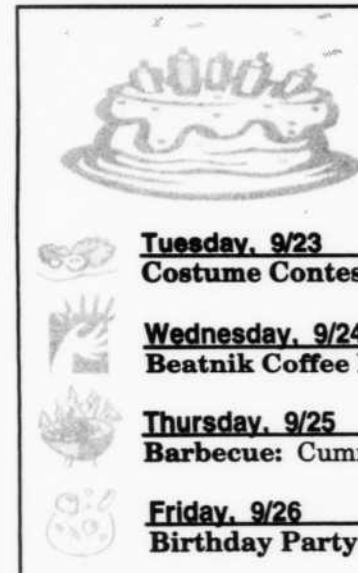 Tuesday, 9/23
Costume Contes
Wednesday, 9/24
Beatnik Coffee
Thursday, 9/25
Barbecue: Cum
Friday, 9/26
Birthday Party